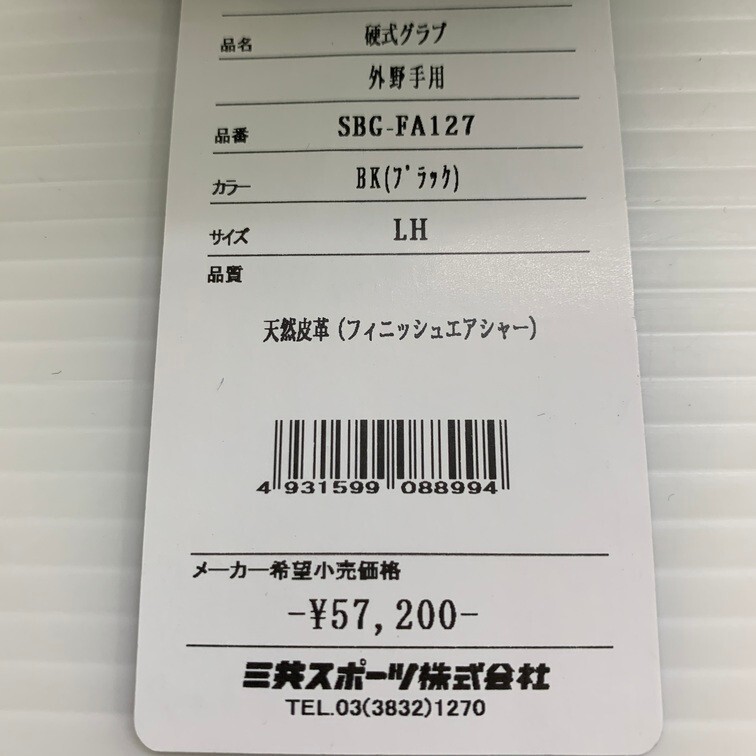 品名 硬式グラブ
外野手用
品番 SBG-FA127
カラー BK(ﾌﾞﾗｯｸ)
サイズ LH
品質
天然皮革 (フィニッシュエアシャー)
4 931599 088994
メーカー希望小売価格
-¥57,200-
三共スポーツ株式会社
TEL.03(3832)1270